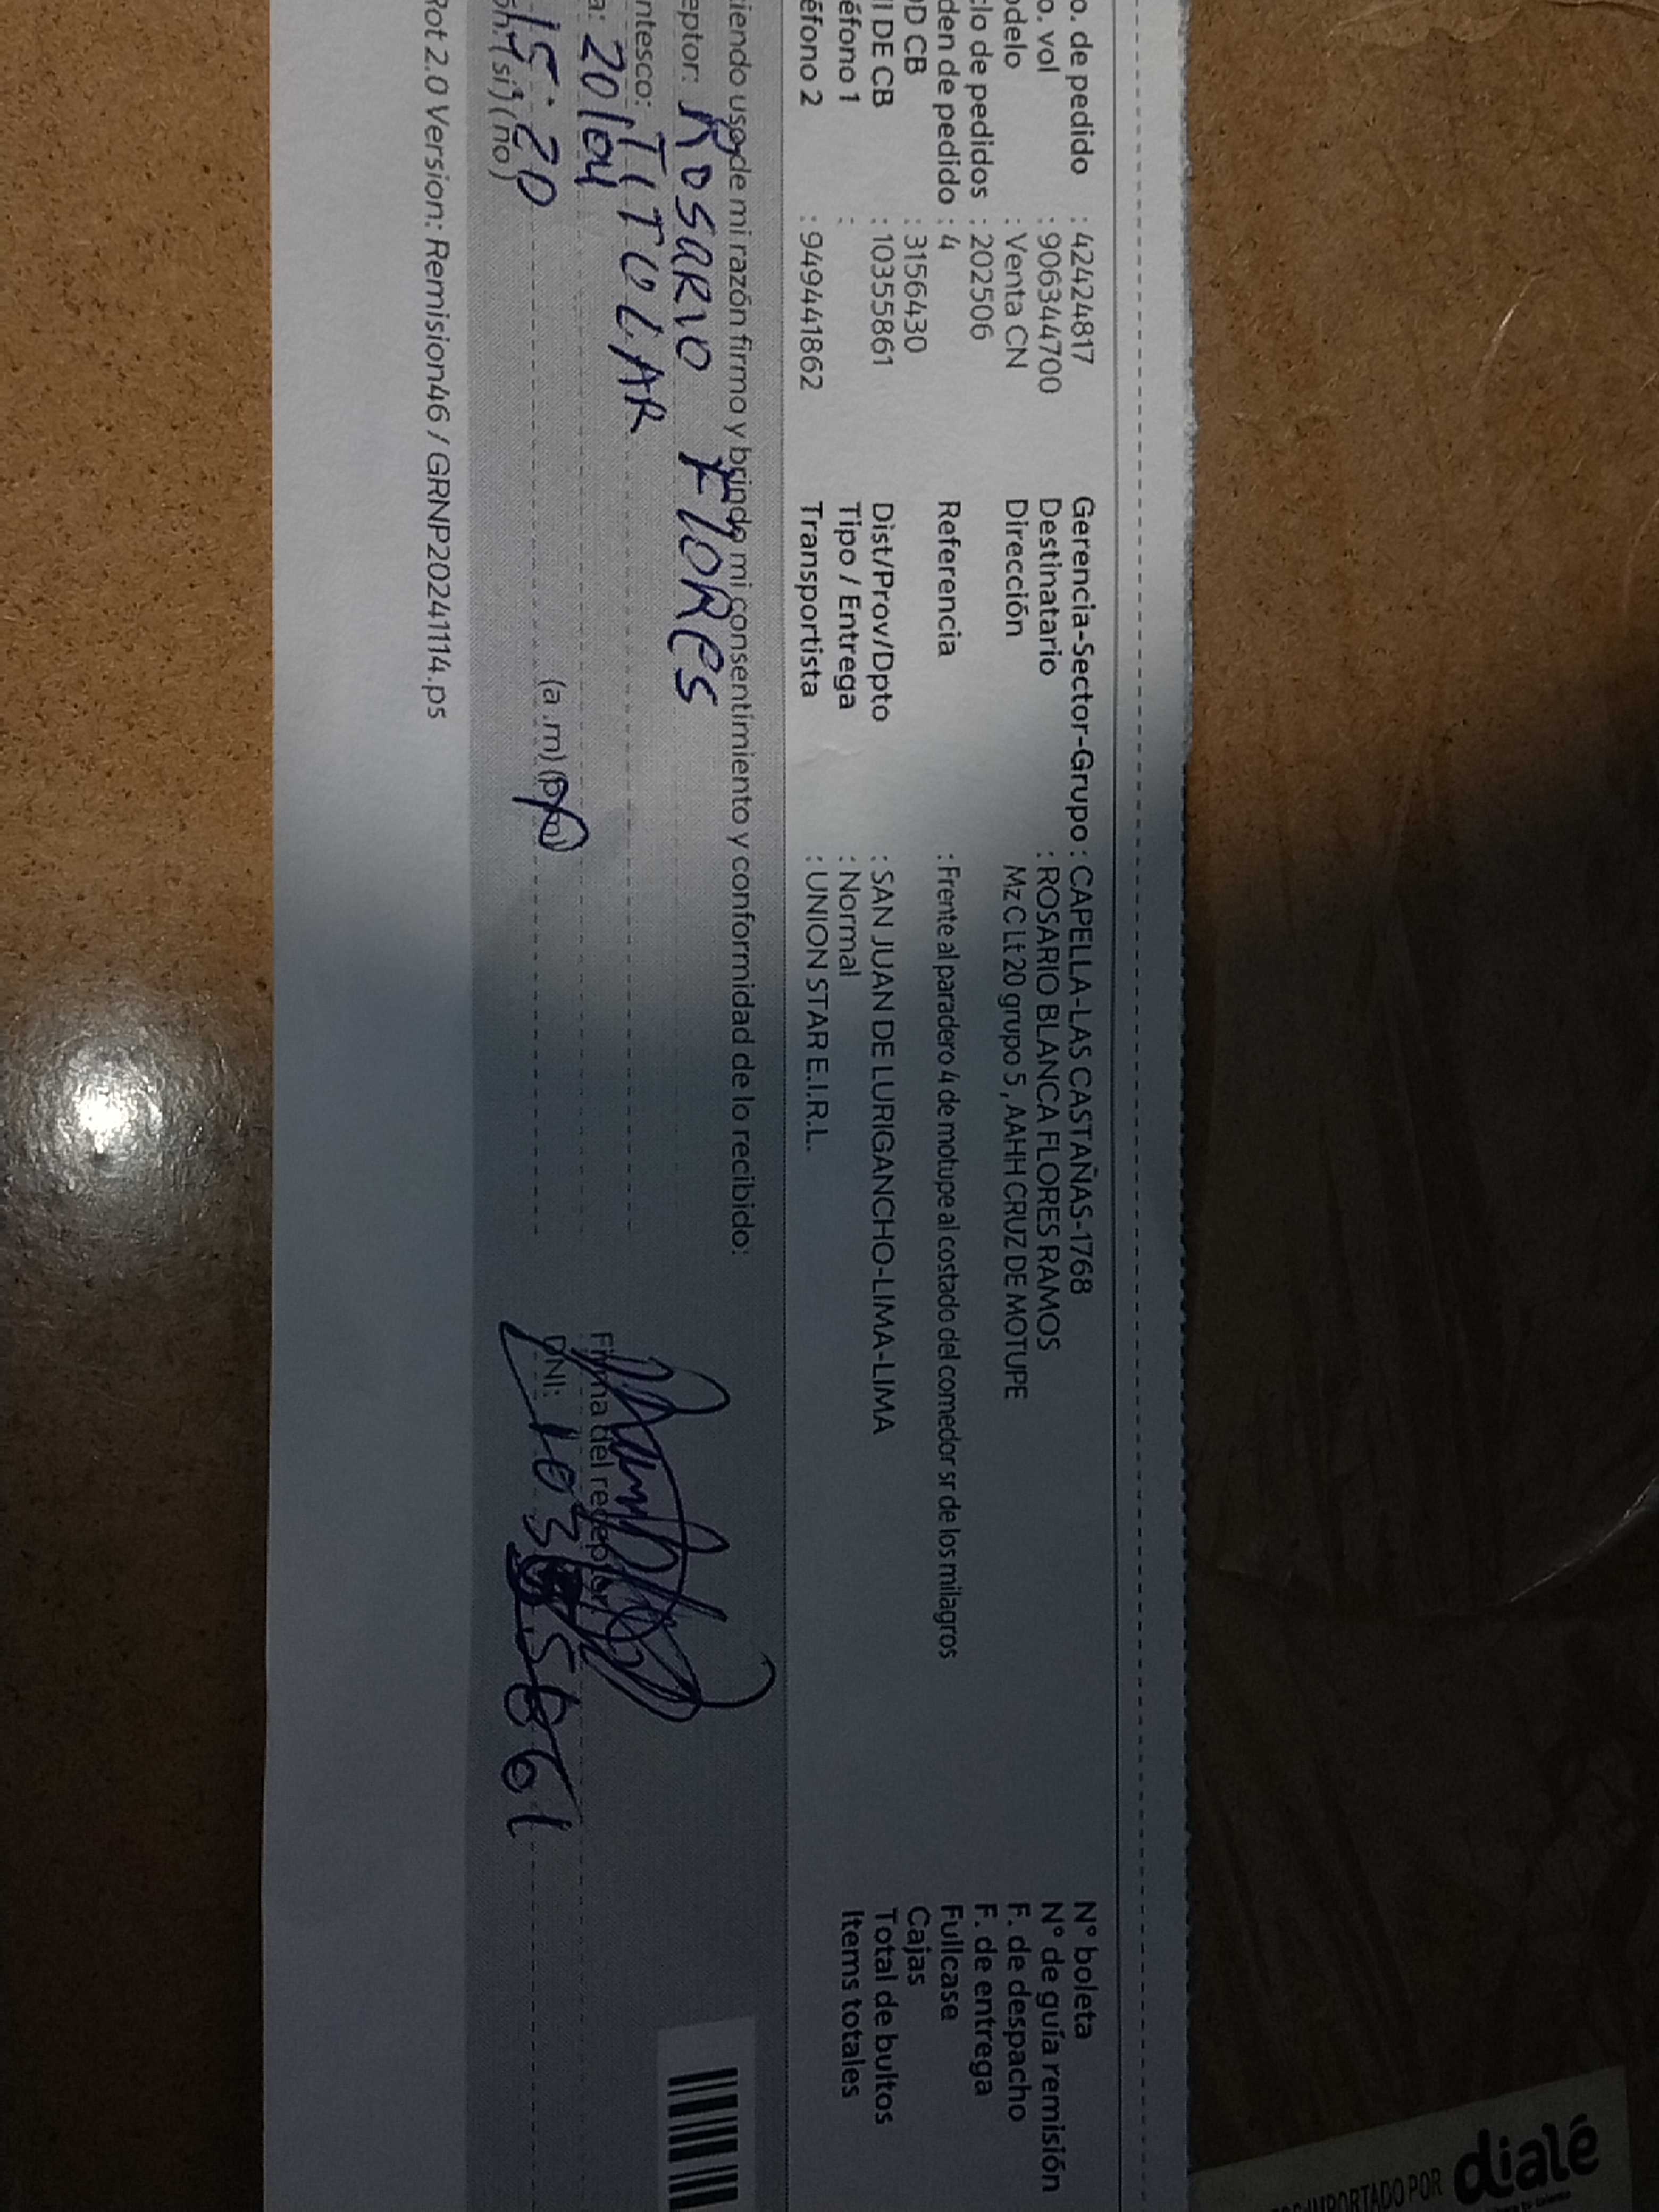 o. de pedido : 42424817 Gerencia-Sector-Grupo : CAPELLA-LAS CASTAÑAS-1768 N° boleta
o. vol : 906344700 Destinatario : ROSARIO BLANCA FLORES RAMOS N° de guía remisión
odelo : Venta CN Dirección Mz C Lt 20 grupo 5 , AAHH CRUZ DE MOTUPE F. de despacho
clo de pedidos : 202506 F. de entrega
den de pedido : 4 Referencia : Frente al paradero 4 de motupe al costado del comedor sr de los milagros Fullcase
OD CB : 3156430 Cajas
I DE CB : 10355861 Dist/Prov/Dpto : SAN JUAN DE LURIGANCHO-LIMA-LIMA Total de bultos
éfono 1 : Tipo / Entrega : Normal Items totales
éfono 2 : 949441862 Transportista : UNION STAR E.I.R.L.
iendo uso de mi razón firmo y brindo mi consentimiento y conformidad de lo recibido:
eptor: ROSARIO FlORES
ntesco: TITULAR
a: 20/04 Firma del receptor
15:20 (a.m) (p.m) DNI:
si) (no)
Rot 2.0 Version: Remision46 / GRNP20241114.ps
IMPORTADO POR dialé